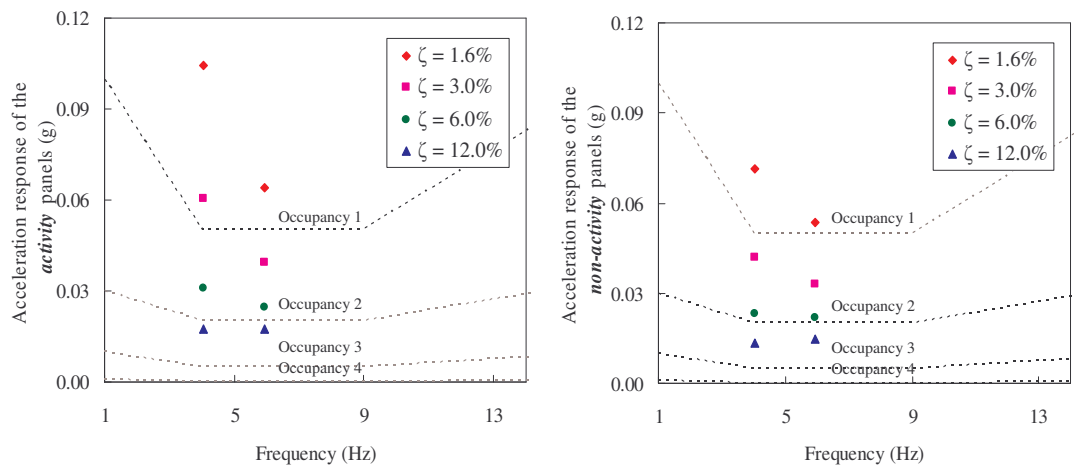 0.12
0.09
0.06
0.03
0.00
Acceleration response of the
activity panels (g)
ζ = 1.6%
ζ = 3.0%
ζ = 6.0%
ζ = 12.0%
Occupancy 1
Occupancy 2
Occupancy 3
Occupancy 4
1 5 9 13
Frequency (Hz)
0.12
0.09
0.06
0.03
0.00
Acceleration response of the
non-activity panels (g)
ζ = 1.6%
ζ = 3.0%
ζ = 6.0%
ζ = 12.0%
Occupancy 1
Occupancy 2
Occupancy 3
Occupancy 4
1 5 9 13
Frequency (Hz)